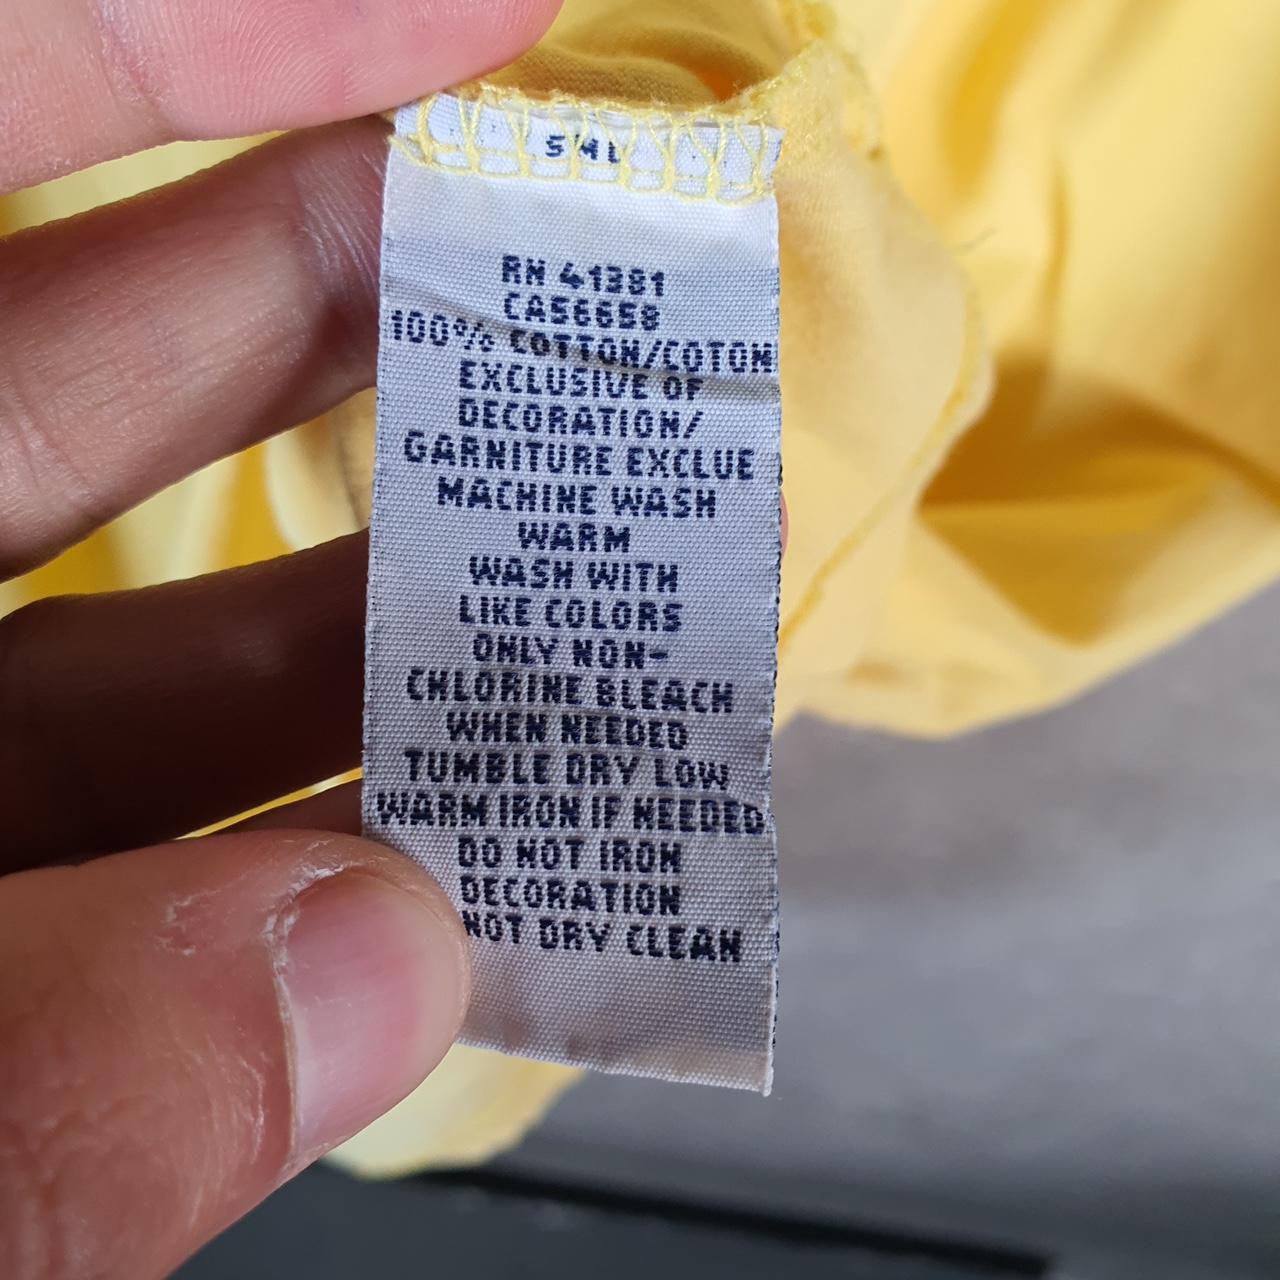 RN 41381
CA56658
100% COTTON/COTON
EXCLUSIVE OF
DECORATION/
GARNITURE EXCLUE
MACHINE WASH
WARM
WASH WITH
LIKE COLORS
ONLY NON-
CHLORINE BLEACH
WHEN NEEDED
TUMBLE DRY LOW
WARM IRON IF NEEDED
DO NOT IRON
DECORATION
NOT DRY CLEAN